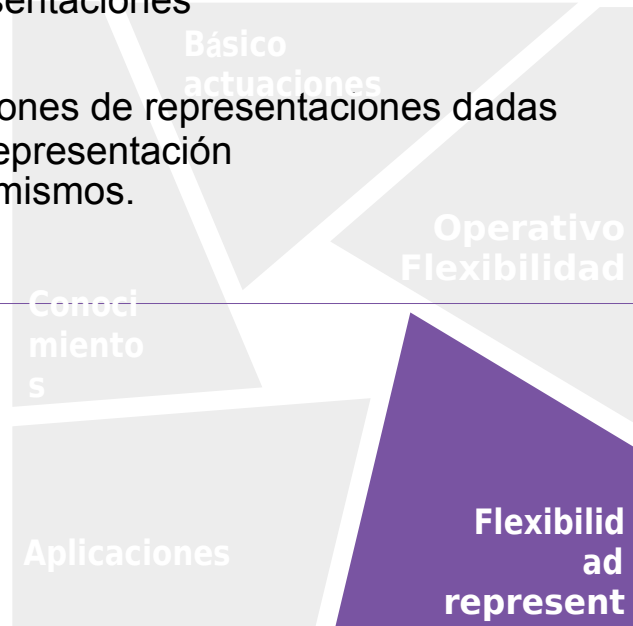 sentaciones
Básico
actuaciones
ones de representaciones dadas
epresentación
mismos.
Operativo
Flexibilidad
Conoci
miento
s
Aplicaciones
Flexibilid
ad
represent